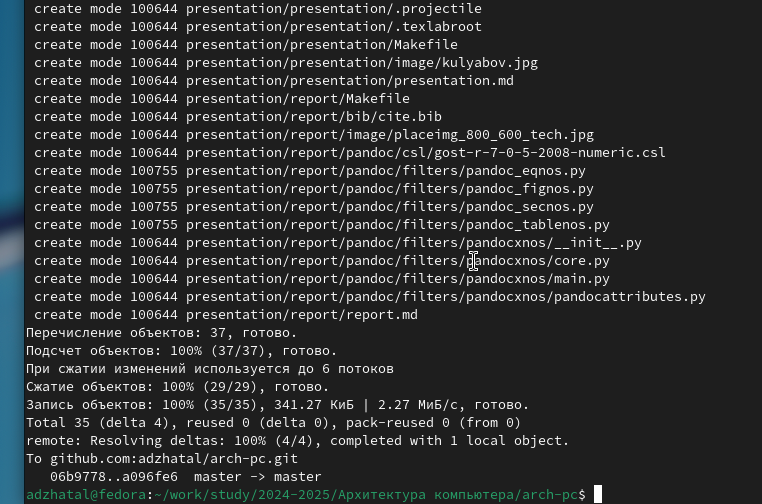 create mode 100644 presentation/presentation/.projectile
create mode 100644 presentation/presentation/.texlabroot
create mode 100644 presentation/presentation/Makefile
create mode 100644 presentation/presentation/image/kulyabov.jpg
create mode 100644 presentation/presentation/presentation.md
create mode 100644 presentation/report/Makefile
create mode 100644 presentation/report/bib/cite.bib
create mode 100644 presentation/report/image/placeimg_800_600_tech.jpg
create mode 100644 presentation/report/pandoc/csl/gost-r-7-0-5-2008-numeric.csl
create mode 100755 presentation/report/pandoc/filters/pandoc_eqnos.py
create mode 100755 presentation/report/pandoc/filters/pandoc_fignos.py
create mode 100755 presentation/report/pandoc/filters/pandoc_secnos.py
create mode 100755 presentation/report/pandoc/filters/pandoc_tablenos.py
create mode 100644 presentation/report/pandoc/filters/pandocxnos/__init__.py
create mode 100644 presentation/report/pandoc/filters/pandocxnos/core.py
create mode 100644 presentation/report/pandoc/filters/pandocxnos/main.py
create mode 100644 presentation/report/pandoc/filters/pandocxnos/pandocattributes.py
create mode 100644 presentation/report/report.md
Перечисление объектов: 37, готово.
Подсчет объектов: 100% (37/37), готово.
При сжатии изменений используется до 6 потоков
Сжатие объектов: 100% (29/29), готово.
Запись объектов: 100% (35/35), 341.27 КиБ | 2.27 МиБ/с, готово.
Total 35 (delta 4), reused 0 (delta 0), pack-reused 0 (from 0)
remote: Resolving deltas: 100% (4/4), completed with 1 local object.
To github.com:adzhatal/arch-pc.git
06b9778..a096fe6  master -> master
adzhatal@fedora:~/work/study/2024-2025/Архитектура компьютера/arch-pc$